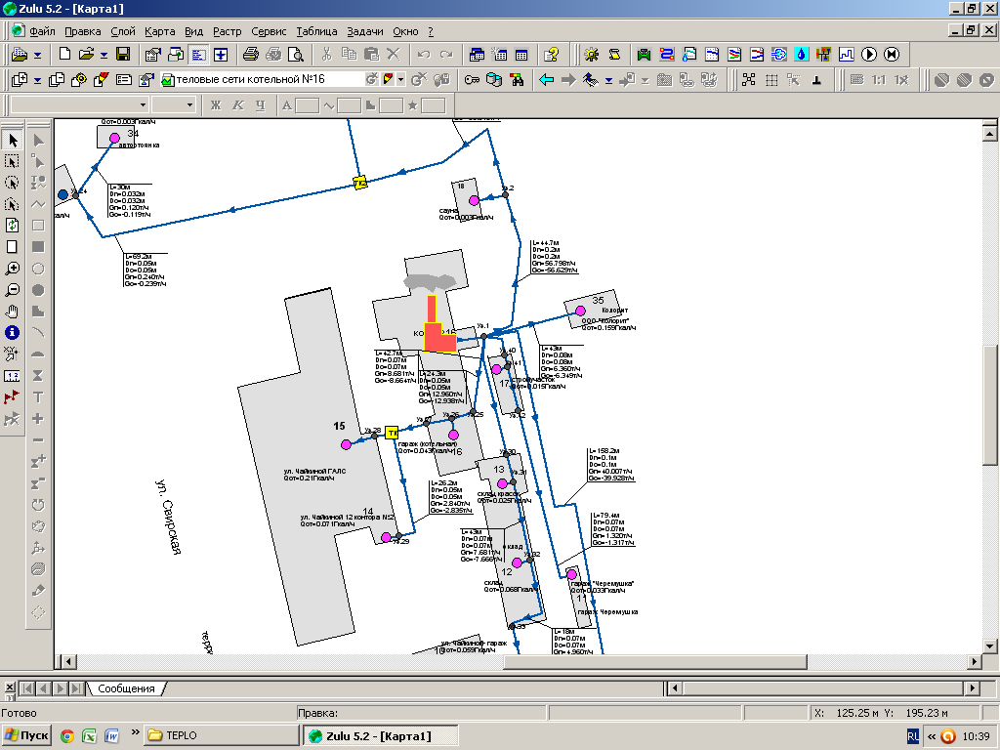 Zulu 5.2 - [Карта1]
Файл Правка Слой Карта Вид Растр Сервис Таблица Задачи Окно ?
теловые сети котельной №16
1:1
Ж К Ч
Qот=0.003Гкал/ч
34
автостоянка
L=30м
Dп=0.032м
Dо=0.032м
Gп=0.120т/ч
Gо=-0.119т/ч
L=69.2м
Dп=0.05м
Dо=0.05м
Gп=0.240т/ч
Gо=-0.239т/ч
ТК2
18
Уз.2
сауна
Qот=0.003Гкал/ч
L=44.7м
Dп=0.2м
Dо=0.2м
Gп=56.798т/ч
Gо=-56.629т/ч
35
Колорит
ООО "Колорит"
Qот=0.159Гкал/ч
Уз.1
L=43м
Dп=0.08м
Dо=0.08м
Gп=6.360т/ч
Gо=-6.349т/ч
L=42.7м
Dп=0.07м
Dо=0.07м
Gп=8.681т/ч
Gо=-8.664т/ч
L=24.3м
Dп=0.05м
Dо=0.05м
Gп=12.960т/ч
Gо=-12.938т/ч
Уз.40
17
стройучасток
Qот=0.015Гкал/ч
15
Уз.28
ТК
Уз.26
Уз.25
гараж (котельная)
Qот=0.043Гкал/ч
16
ул. Чайкиной ГАЛС
Qот=0.21Гкал/ч
Уз.30
13
Уз.31
склад красок
Qот=0.025Гкал/ч
L=158.2м
Dп=0.1м
Dо=0.1м
Gп=40.007т/ч
Gо=-39.928т/ч
L=26.2м
Dп=0.05м
Dо=0.05м
Gп=2.840т/ч
Gо=-2.835т/ч
14
ул. Чайкиной 12 контора №52
Qот=0.071Гкал/ч
Уз.29
L=79.4м
Dп=0.07м
Dо=0.07м
Gп=1.320т/ч
Gо=-1.317т/ч
L=43м
Dп=0.07м
Dо=0.07м
Gп=7.681т/ч
Gо=-7.666т/ч
склад
Уз.32
12
склад
Qот=0.068Гкал/ч
гараж "Черемушка"
Qот=0.033Гкал/ч
гараж Черемушка
Уз.33
L=18м
Dп=0.07м
Dо=0.07м
Gп=4.960т/ч
ул. Чайкиной гараж
Qот=0.059Гкал/ч
ул. Свирская
Сообщения
Готово
Правка:
X: 125.25 м Y: 195.23 м
Пуск
TEPLO
Zulu 5.2 - [Карта1]
RU
10:39